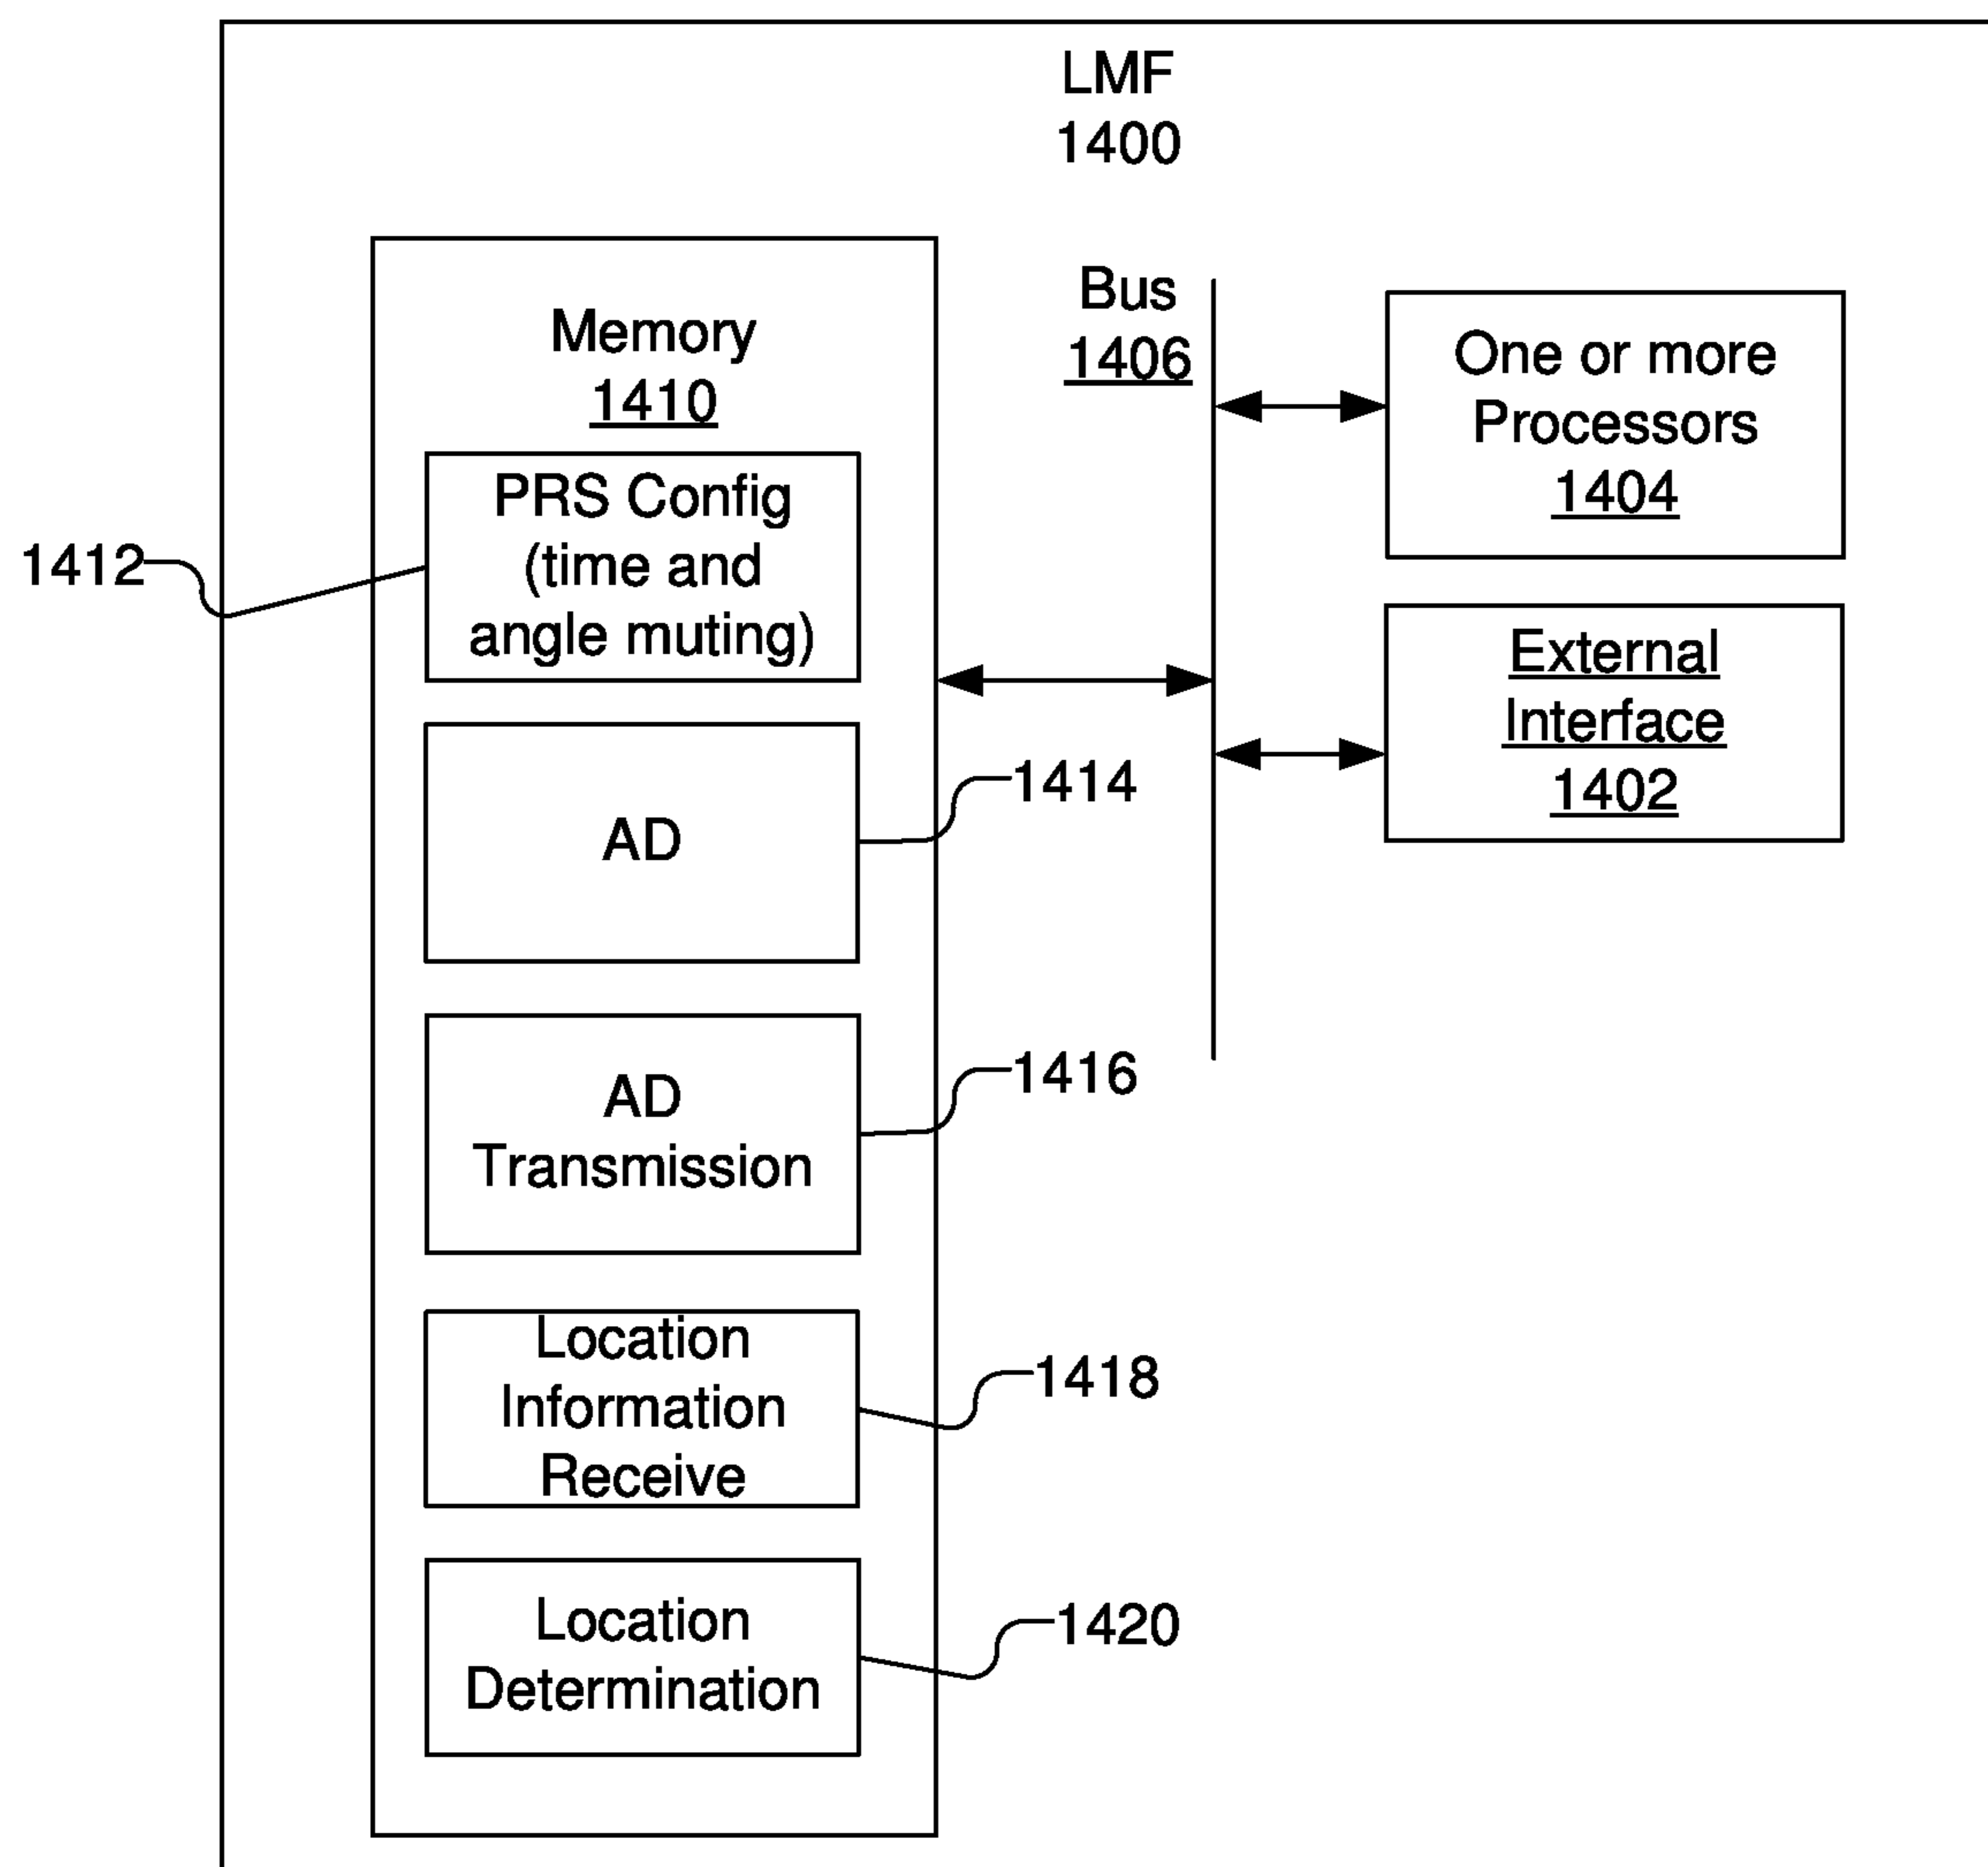 LMF
1400
Memory
1410
PRS Config
(time and
angle muting)
1412
AD
1414
AD
Transmission
1416
Location
Information
Receive
1418
Location
Determination
1420
Bus
1406
One or more
Processors
1404
External
Interface
1402